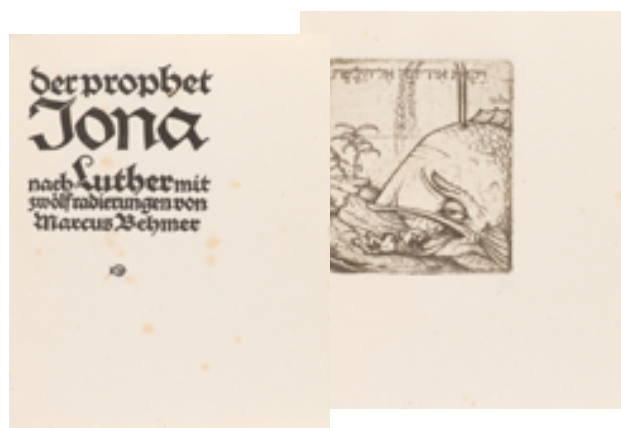 der prophet
Jona
nach Luther mit
zwölf radierungen von
Marcus Behmer